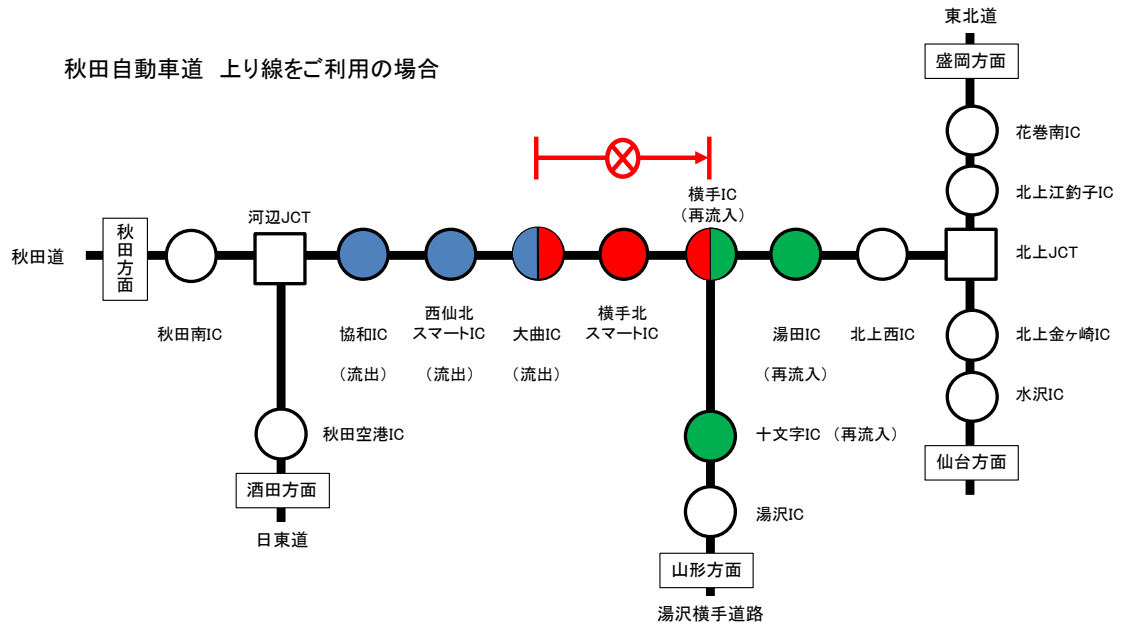 東北道
秋田自動車道 上り線をご利用の場合
盛岡方面
花巻南IC
北上江釣子IC
横手IC
(再流入)
河辺JCT
秋田方面
秋田道
北上JCT
秋田南IC
協和IC
(流出)
西仙北
スマートIC
(流出)
大曲IC
(流出)
横手北
スマートIC
湯田IC
(再流入)
北上西IC
北上金ヶ崎IC
水沢IC
秋田空港IC
十文字IC (再流入)
仙台方面
酒田方面
日東道
湯沢IC
山形方面
湯沢横手道路